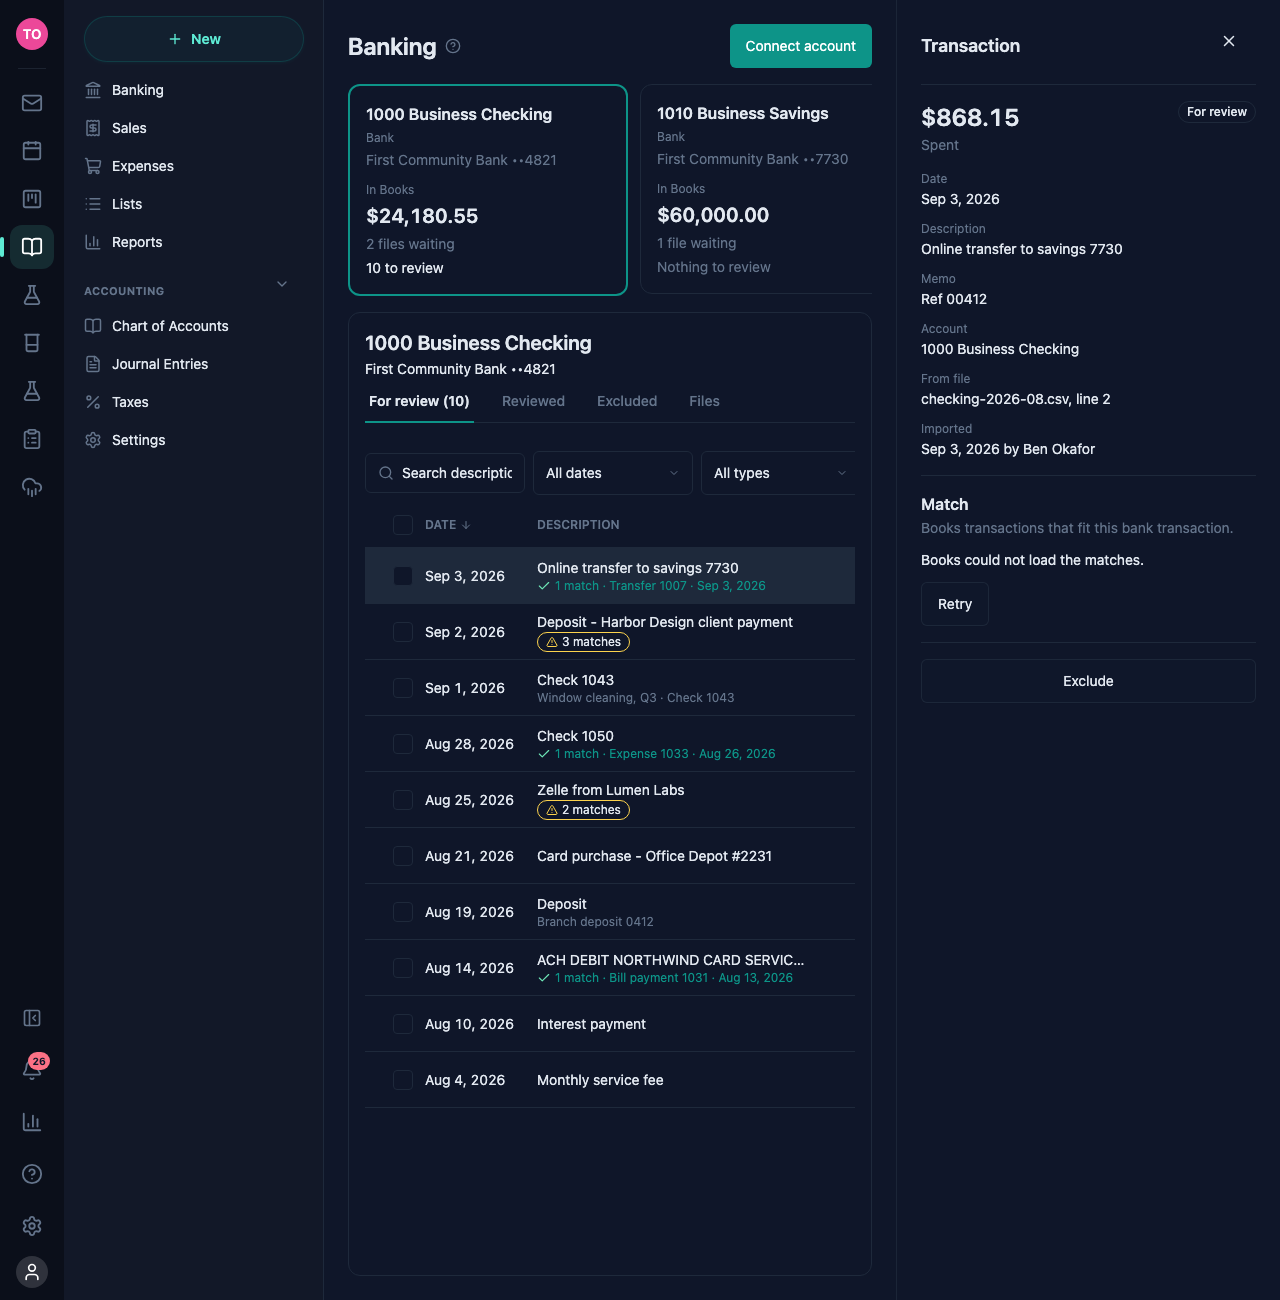 TO
New
Banking
Sales
Expenses
Lists
Reports
ACCOUNTING
Chart of Accounts
Journal Entries
Taxes
Settings
26
Banking
Connect account
1000 Business Checking
Bank
First Community Bank ••4821
In Books
$24,180.55
2 files waiting
10 to review
1010 Business Savings
Bank
First Community Bank ••7730
In Books
$60,000.00
1 file waiting
Nothing to review
1000 Business Checking
First Community Bank ••4821
For review (10) Reviewed Excluded Files
Search descriptic All dates All types
DATE DESCRIPTION
Sep 3, 2026 Online transfer to savings 7730
1 match · Transfer 1007 · Sep 3, 2026
Sep 2, 2026 Deposit - Harbor Design client payment
3 matches
Sep 1, 2026 Check 1043
Window cleaning, Q3 · Check 1043
Aug 28, 2026 Check 1050
1 match · Expense 1033 · Aug 26, 2026
Aug 25, 2026 Zelle from Lumen Labs
2 matches
Aug 21, 2026 Card purchase - Office Depot #2231
Aug 19, 2026 Deposit
Branch deposit 0412
Aug 14, 2026 ACH DEBIT NORTHWIND CARD SERVIC...
1 match · Bill payment 1031 · Aug 13, 2026
Aug 10, 2026 Interest payment
Aug 4, 2026 Monthly service fee
Transaction
$868.15 For review
Spent
Date
Sep 3, 2026
Description
Online transfer to savings 7730
Memo
Ref 00412
Account
1000 Business Checking
From file
checking-2026-08.csv, line 2
Imported
Sep 3, 2026 by Ben Okafor
Match
Books transactions that fit this bank transaction.
Books could not load the matches.
Retry
Exclude